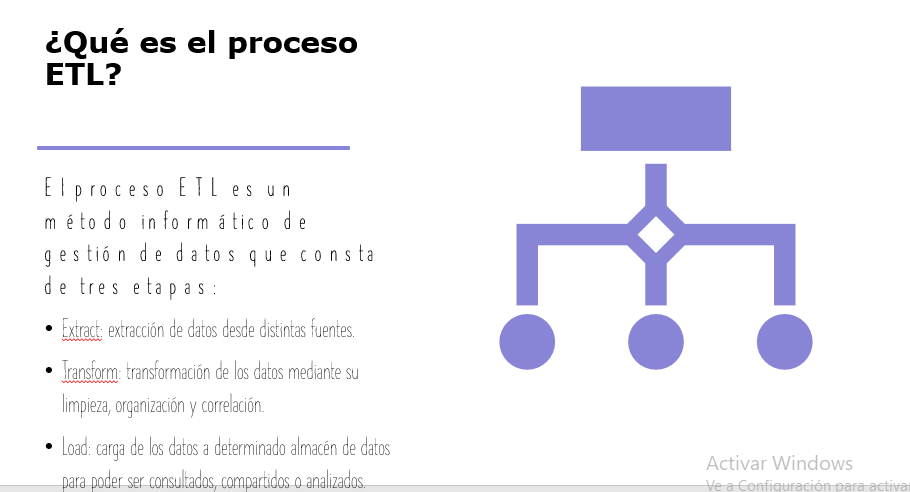 ¿Qué es el proceso
ETL?
El proceso ETL es un
método informático de
gestión de datos que consta
de tres etapas:
• Extract: extracción de datos desde distintas fuentes.
• Transform: transformación de los datos mediante su
limpieza, organización y correlación.
• Load: carga de los datos a determinado almacén de datos
para poder ser consultados, compartidos o analizados.
Activar Windows
Ve a Configuración para activar